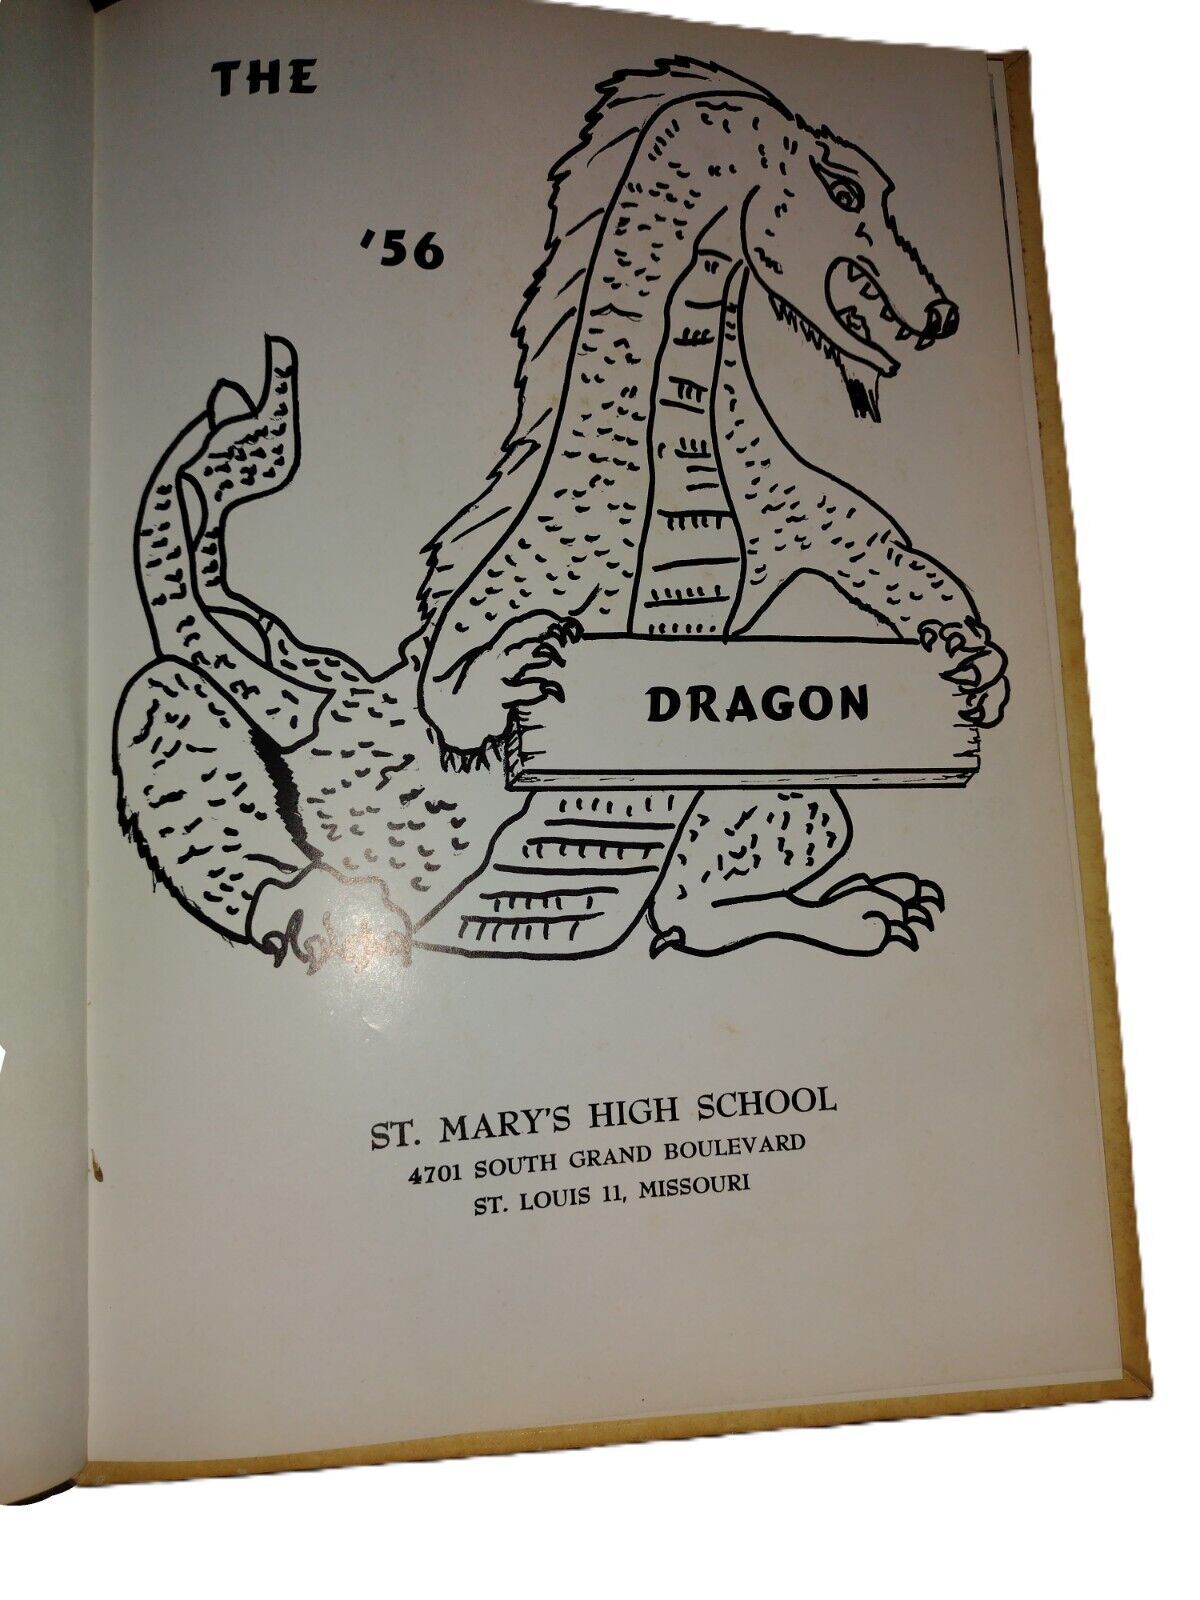 THE
'56
DRAGON
ST. MARY'S HIGH SCHOOL
4701 SOUTH GRAND BOULEVARD
ST. LOUIS 11, MISSOURI